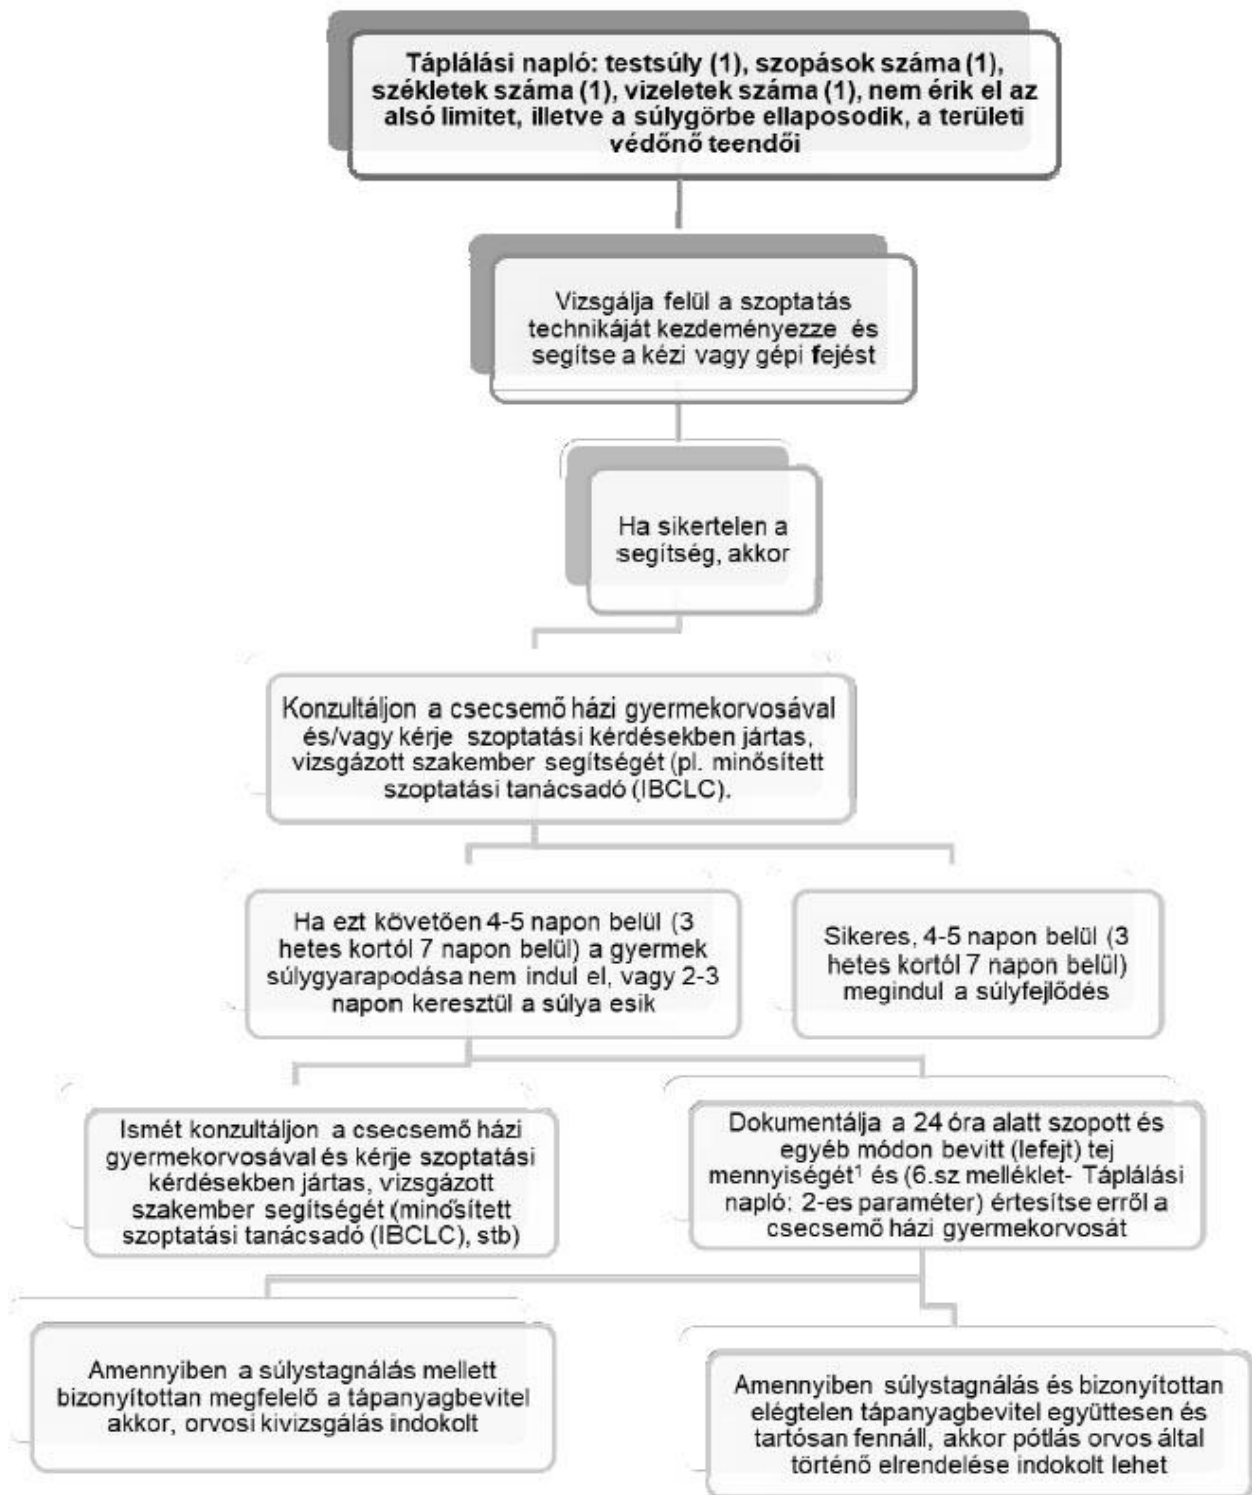 Táplálási napló: testsúly (1), szopások száma (1),
székletek száma (1), vizeletek száma (1), nem érik el az
alsó limitet, illetve a súlygörbe ellaposodik, a területi
védőnő teendői
Vizsgálja felül a szoptatás
technikáját kezdeményezze és
segítse a kézi vagy gépi fejést
Ha sikertelen a
segítség, akkor
Konzultáljon a csecsemő házi gyermekorvosával
és/vagy kérje szoptatási kérdésekben jártas,
vizsgázott szakember segítségét (pl. minősített
szoptatási tanácsadó (IBCLC).
Ha ezt követően 4-5 napon belül (3
hetes kortól 7 napon belül) a gyermek
súlygyarapodása nem indul el, vagy 2-3
napon keresztül a súlya esik
Sikeres, 4-5 napon belül (3
hetes kortól 7 napon belül)
megindul a súlyfejlődés
Ismét konzultáljon a csecsemő házi
gyermekorvosával és kérje szoptatási
kérdésekben jártas, vizsgázott
szakember segítségét (minősített
szoptatási tanácsadó (IBCLC), stb)
Dokumentálja a 24 óra alatt szopott és
egyéb módon bevitt (lefejt) tej
mennyiségét¹ és (6.sz melléklet- Táplálási
napló: 2-es paraméter) értesítse erről a
csecsemő házi gyermekorvosát
Amennyiben a súlystagnálás mellett
bizonyítottan megfelelő a tápanyagbevitel
akkor, orvosi kivizsgálás indokolt
Amennyiben súlystagnálás és bizonyítottan
elégtelen tápanyagbevitel együttesen és
tartósan fennáll, akkor pótlás orvos által
történő elrendelése indokolt lehet